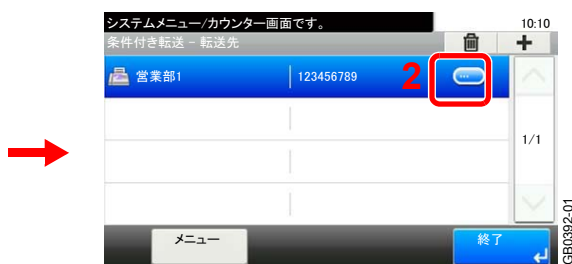 システムメニュー/カウンター画面です。
10:10
条件付き転送 - 転送先
営業部1
123456789
2
1/1
メニュー
終了
GB0392-01